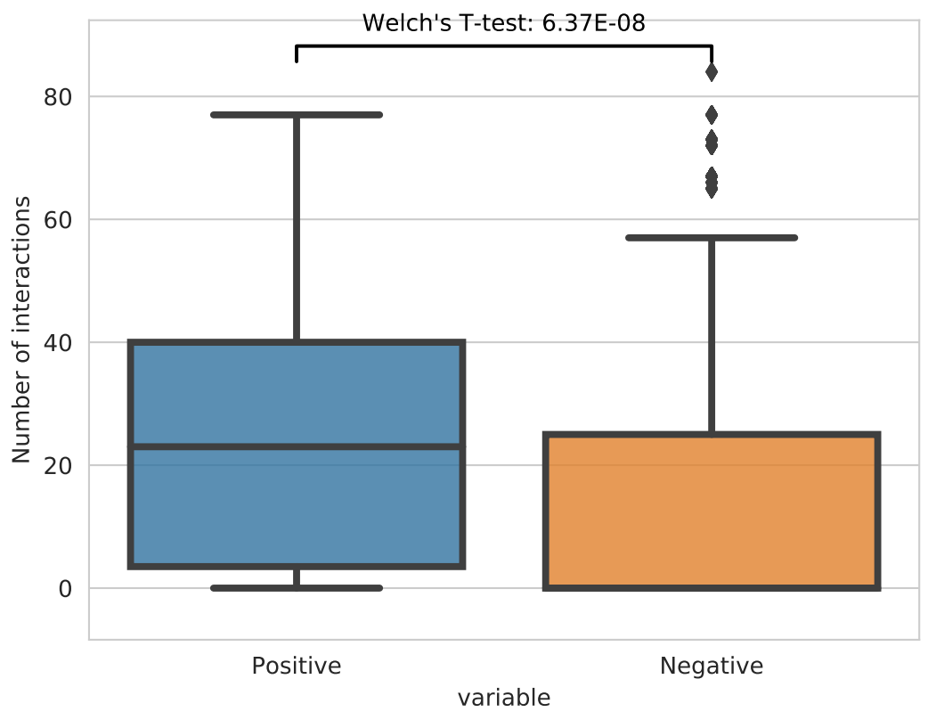 Welch's T-test: 6.37E-08
80
60
40
20
0
Number of interactions
Positive
Negative
variable